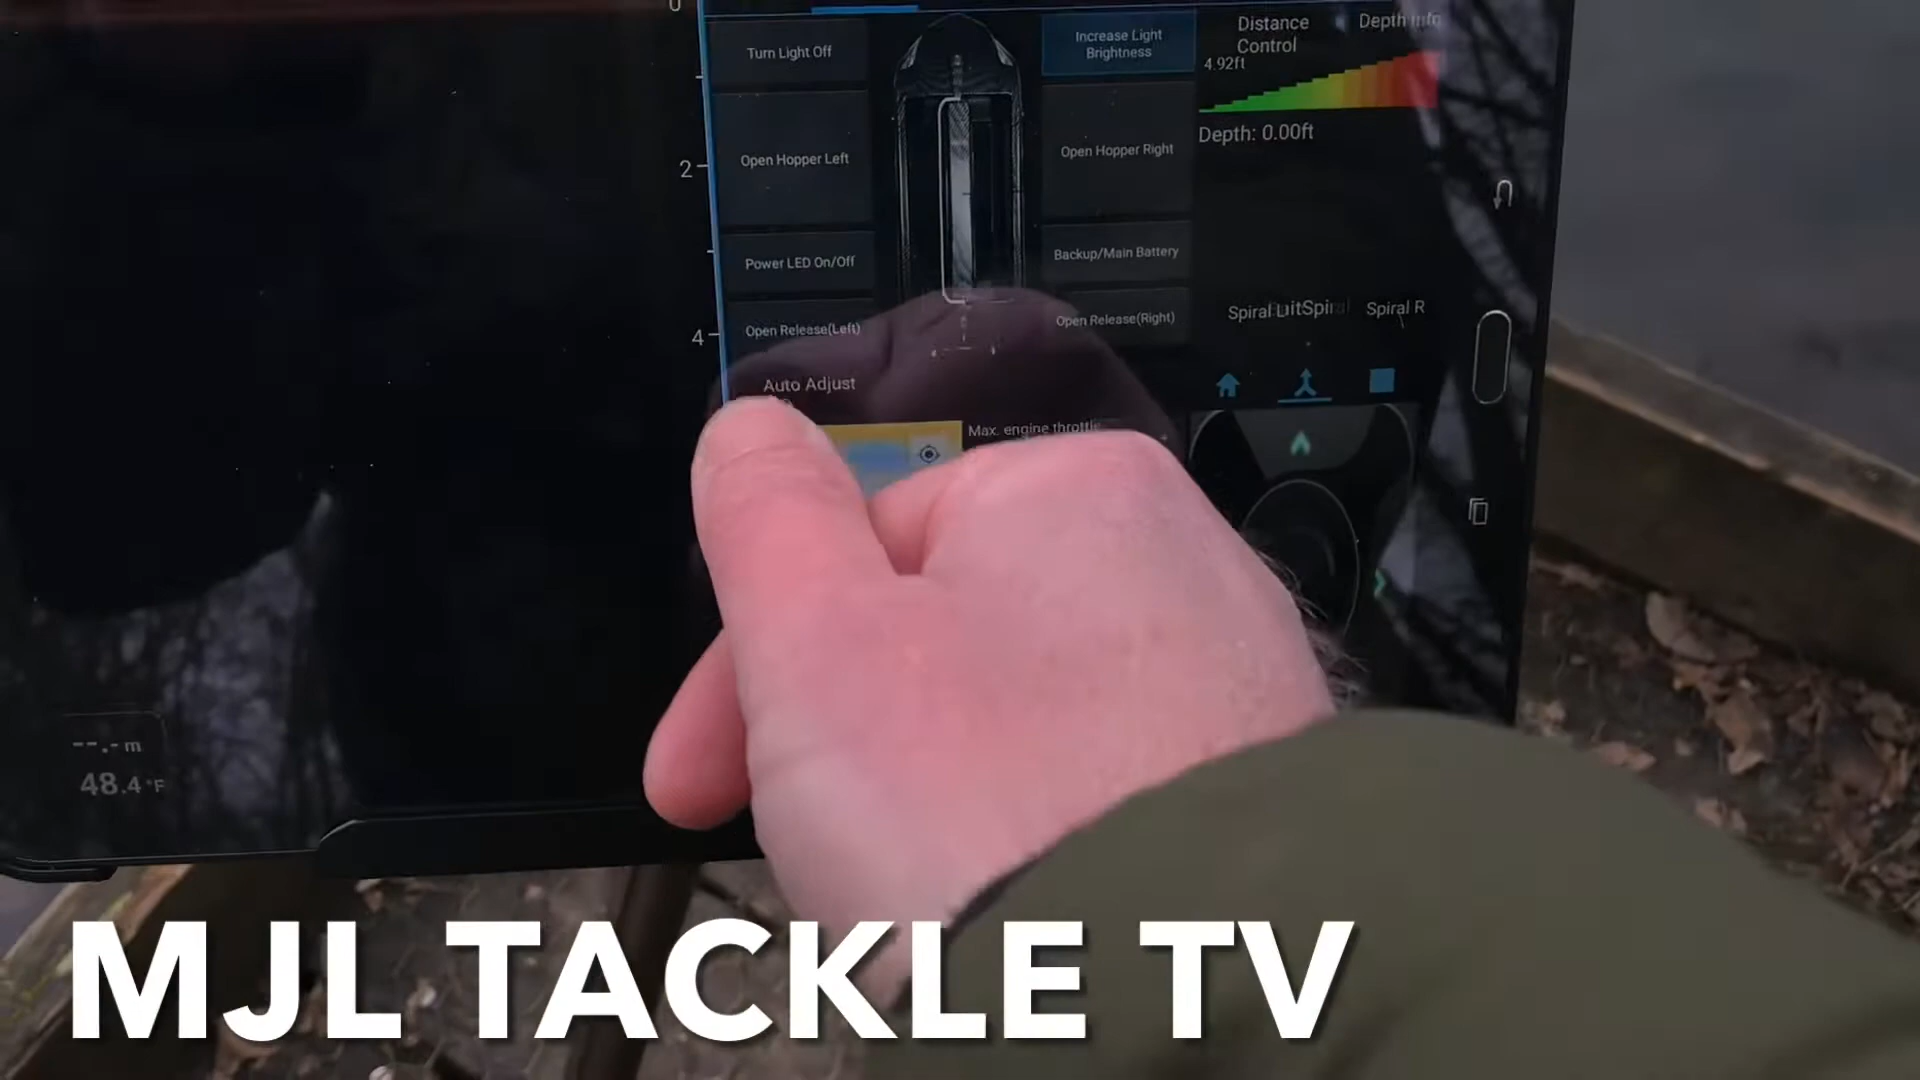 0
2
4
Turn Light Off
Increase Light
Brightness
Distance
Control
Depth Info
4.92ft
Depth: 0.00ft
Open Hopper Left
Open Hopper Right
Power LED On/Off
Backup/Main Battery
Open Release(Left)
Open Release(Right)
Spiral L
Spiral R
Auto Adjust
Max. engine
--.- m
48.4 °F
MJL TACKLE TV